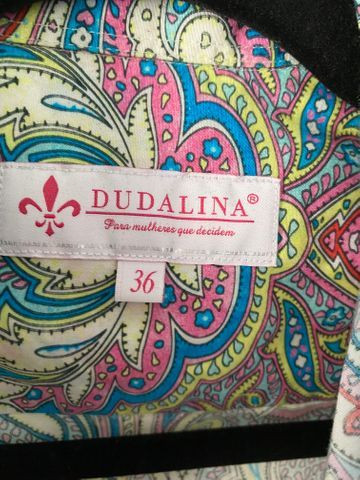 DUDALINA®
Para mulheres que decidem
36